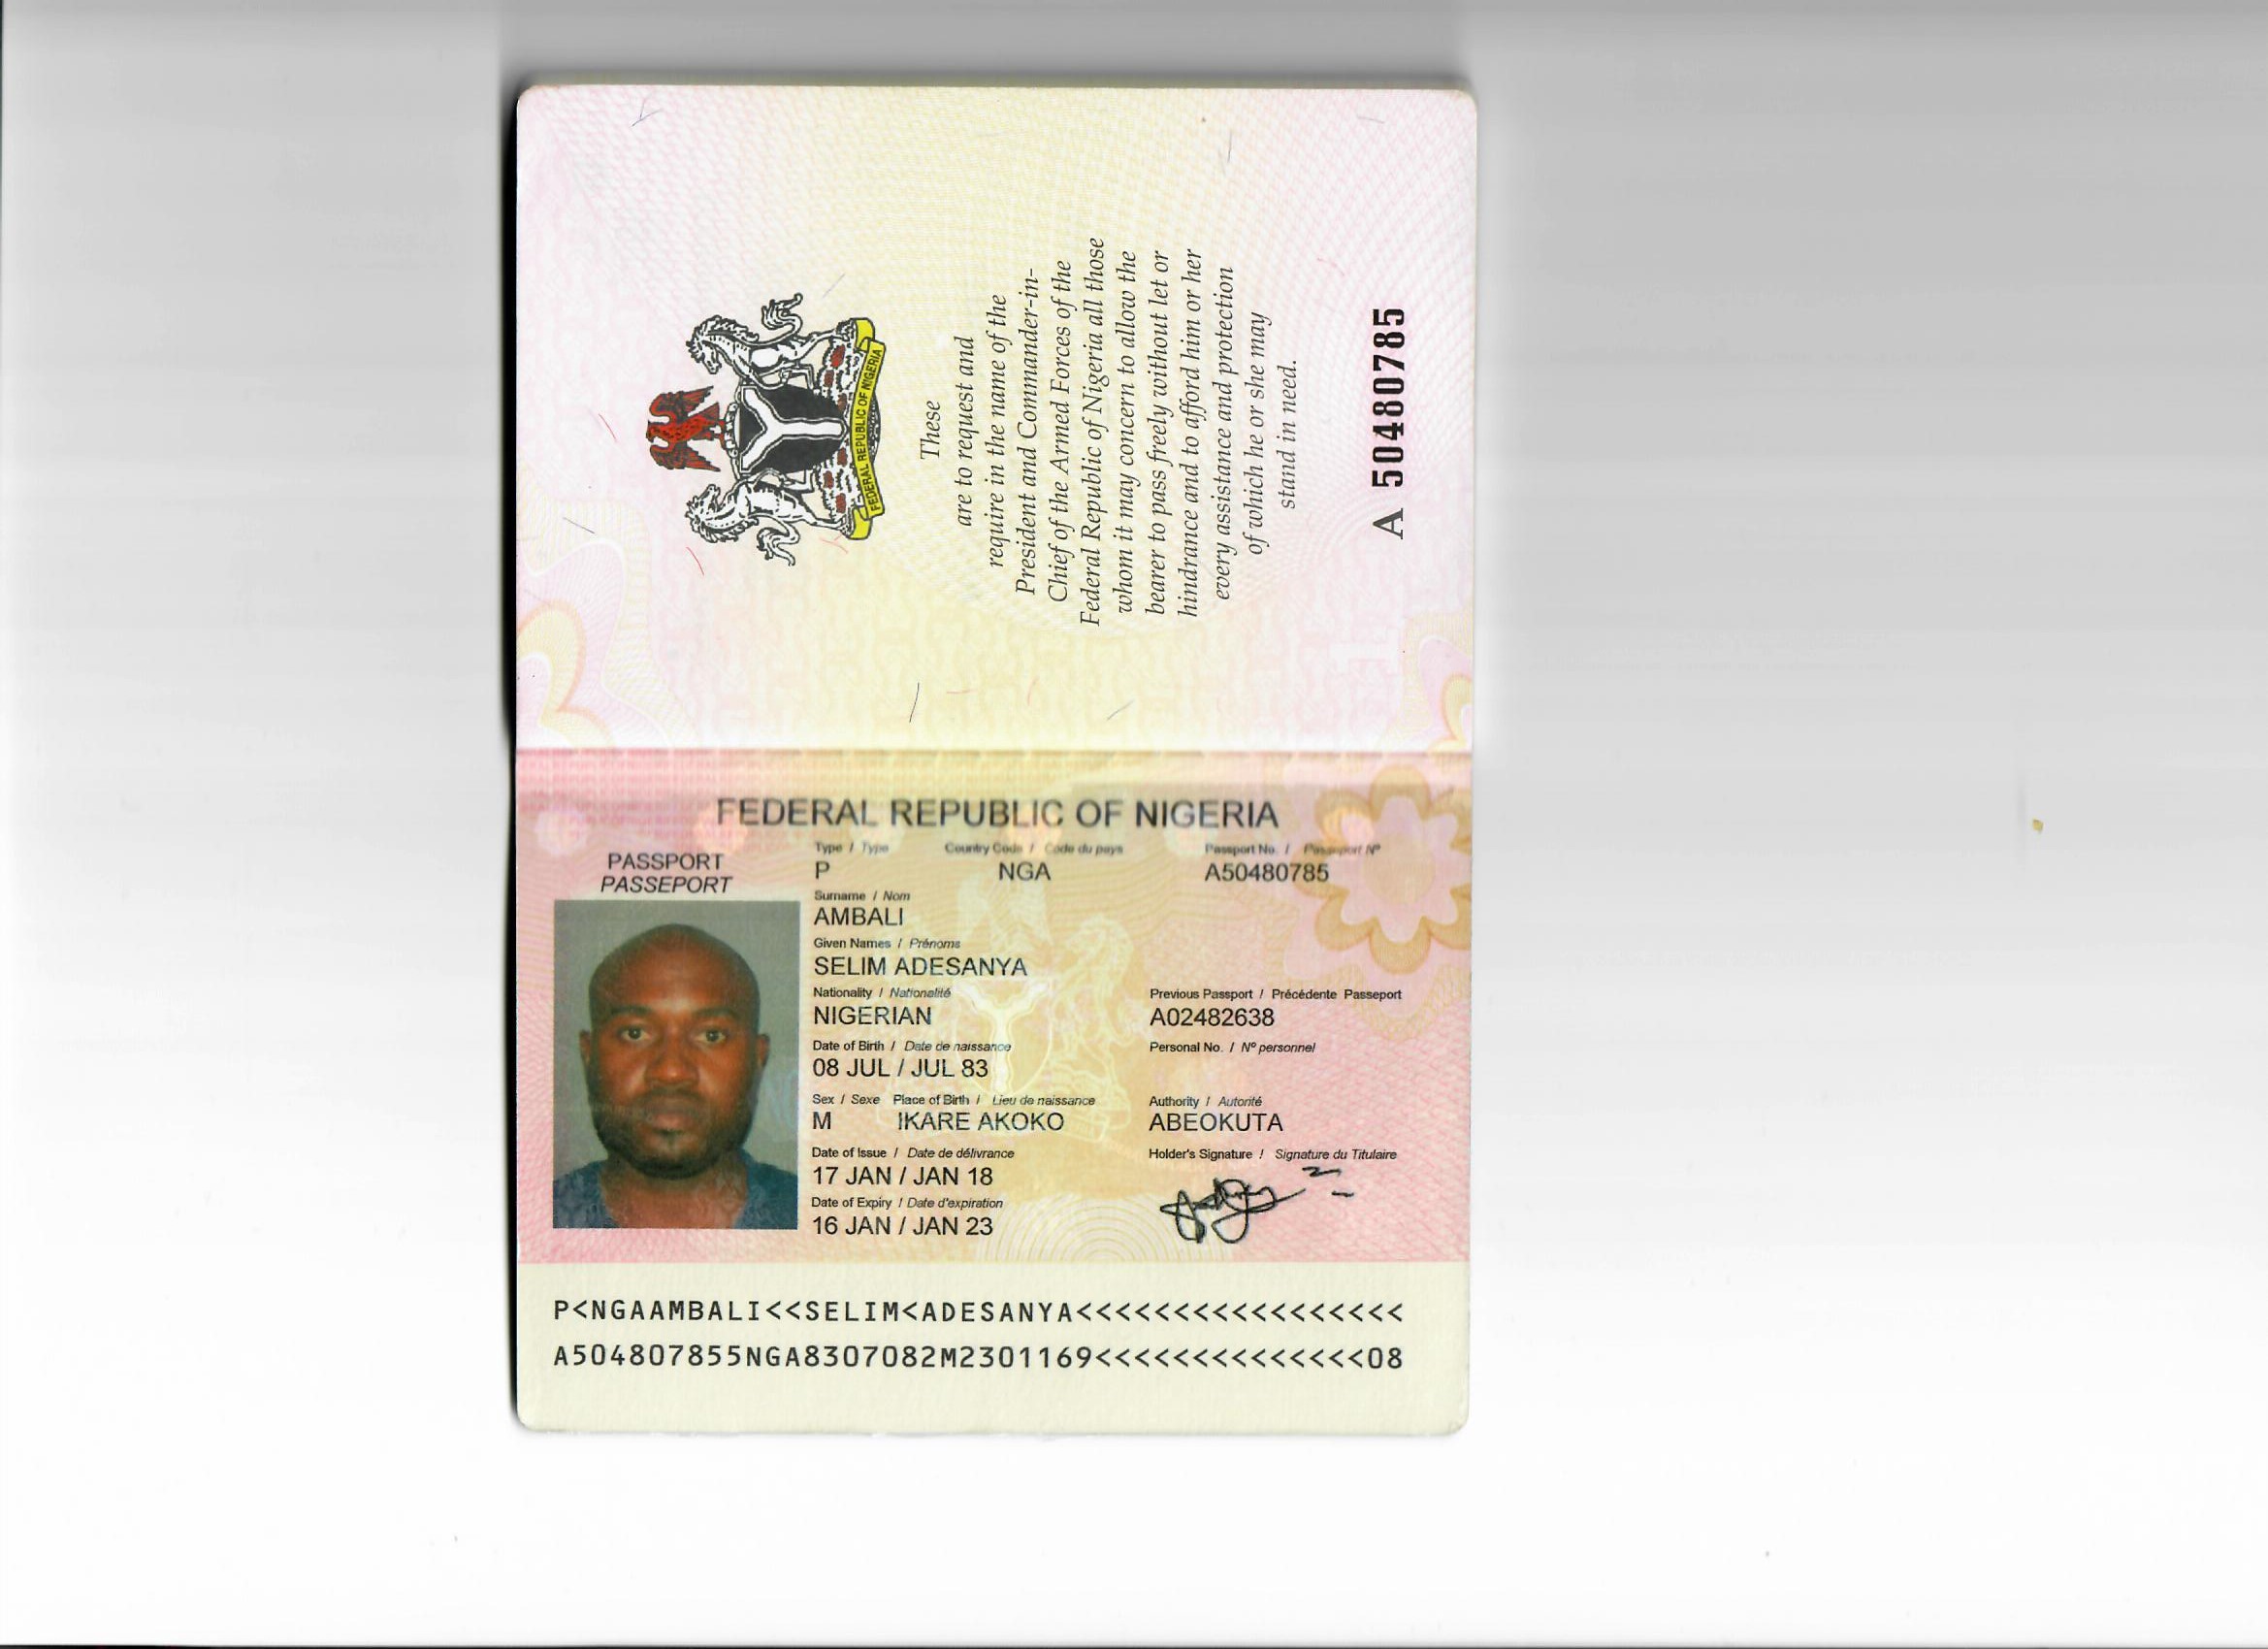 FEDERAL REPUBLIC OF NIGERIA
These
are to request and
require in the name of the
President and Commander-in-
Chief of the Armed Forces of the
Federal Republic of Nigeria all those
whom it may concern to allow the
bearer to pass freely without let or
hindrance and to afford him or her
every assistance and protection
of which he or she may
stand in need.
A 50480785
FEDERAL REPUBLIC OF NIGERIA
PASSPORT
PASSEPORT
Type / Type Country Code / Code du pays Passport No. / Passeport N°
P NGA A50480785
Surname / Nom
AMBALI
Given Names / Prénoms
SELIM ADESANYA
Nationality / Nationalité Previous Passport / Précédente Passeport
NIGERIAN A02482638
Date of Birth / Date de naissance Personal No. / N° personnel
08 JUL / JUL 83
Sex / Sexe Place of Birth / Lieu de naissance Authority / Autorité
M IKARE AKOKO ABEOKUTA
Date of Issue / Date de délivrance Holder's Signature / Signature du Titulaire
17 JAN / JAN 18
Date of Expiry / Date d'expiration
16 JAN / JAN 23
P<NGAAMBALI<<SELIM<ADESANYA<<<<<<<<<<<<<<<<<
A504807855NGA8307082M2301169<<<<<<<<<<<<<<08